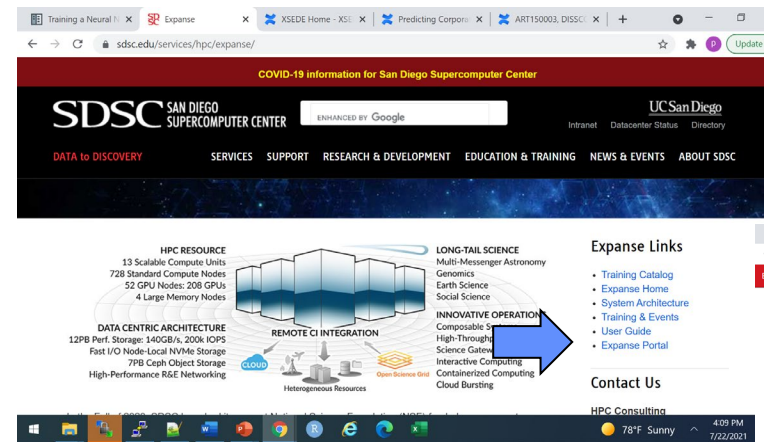 Training a Neural N
Expanse
XSEDE Home - XSE
Predicting Corpora
ART150003, DISSC
sdsc.edu/services/hpc/expanse/
P
Update
COVID-19 information for San Diego Supercomputer Center
SDSC SAN DIEGO
SUPERCOMPUTER CENTER
ENHANCED BY Google
UC San Diego
Intranet Datacenter Status Directory
DATA to DISCOVERY
SERVICES SUPPORT RESEARCH & DEVELOPMENT EDUCATION & TRAINING NEWS & EVENTS ABOUT SDSC
HPC RESOURCE
13 Scalable Compute Units
728 Standard Compute Nodes
52 GPU Nodes: 208 GPUs
4 Large Memory Nodes
DATA CENTRIC ARCHITECTURE
12PB Perf. Storage: 140GB/s, 200k IOPS
Fast I/O Node-Local NVMe Storage
7PB Ceph Object Storage
High-Performance R&E Networking
REMOTE CI INTEGRATION
CLOUD
Open Science Grid
Heterogeneous Resources
LONG-TAIL SCIENCE
Multi-Messenger Astronomy
Genomics
Earth Science
Social Science
INNOVATIVE OPERATION
Composable
High-Throughp
Science Gatew
Interactive Computing
Containerized Computing
Cloud Bursting
Expanse Links
Training Catalog
Expanse Home
System Architecture
Training & Events
User Guide
Expanse Portal
Contact Us
HPC Consulting
78°F Sunny
4:09 PM
7/22/2021